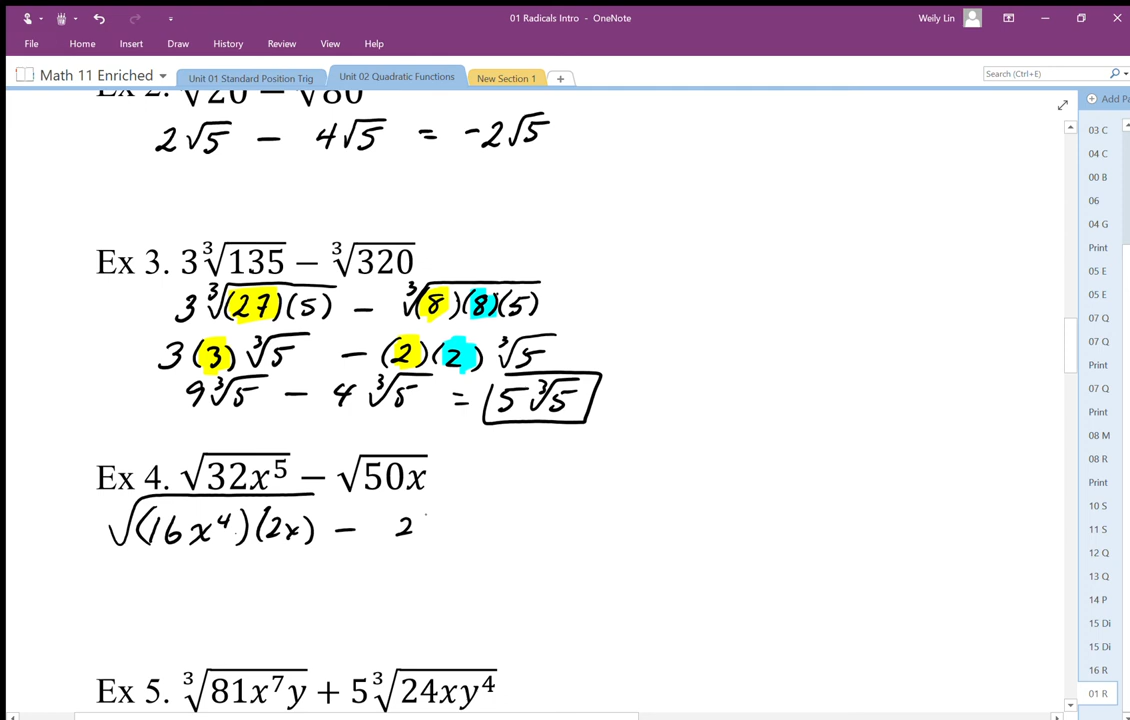 01 Radicals Intro - OneNote
Weily Lin
File Home Insert Draw History Review View Help
Math 11 Enriched Unit 01 Standard Position Trig Unit 02 Quadratic Functions New Section 1 + Search (Ctrl+E)
Ex 2. √20 − √80
2√5 − 4√5 = -2√5
Ex 3. 3∛135 − ∛320
3∛(27)(5) − ∛(8)(8)(5)
3(3)∛5 − (2)(2)∛5
9∛5 − 4∛5 = 5∛5
Ex 4. √32x⁵ − √50x
√(16x⁴)(2x) − 2
Ex 5. ∛81x⁷y + 5∛24xy⁴
Add Pa
03 C
04 C
00 B
06
04 G
Print
05 E
05 E
07 Q
07 Q
Print
07 Q
Print
08 M
08 R
Print
10 S
11 S
12 Q
13 Q
14 P
15 Di
15 Di
16 R
01 R